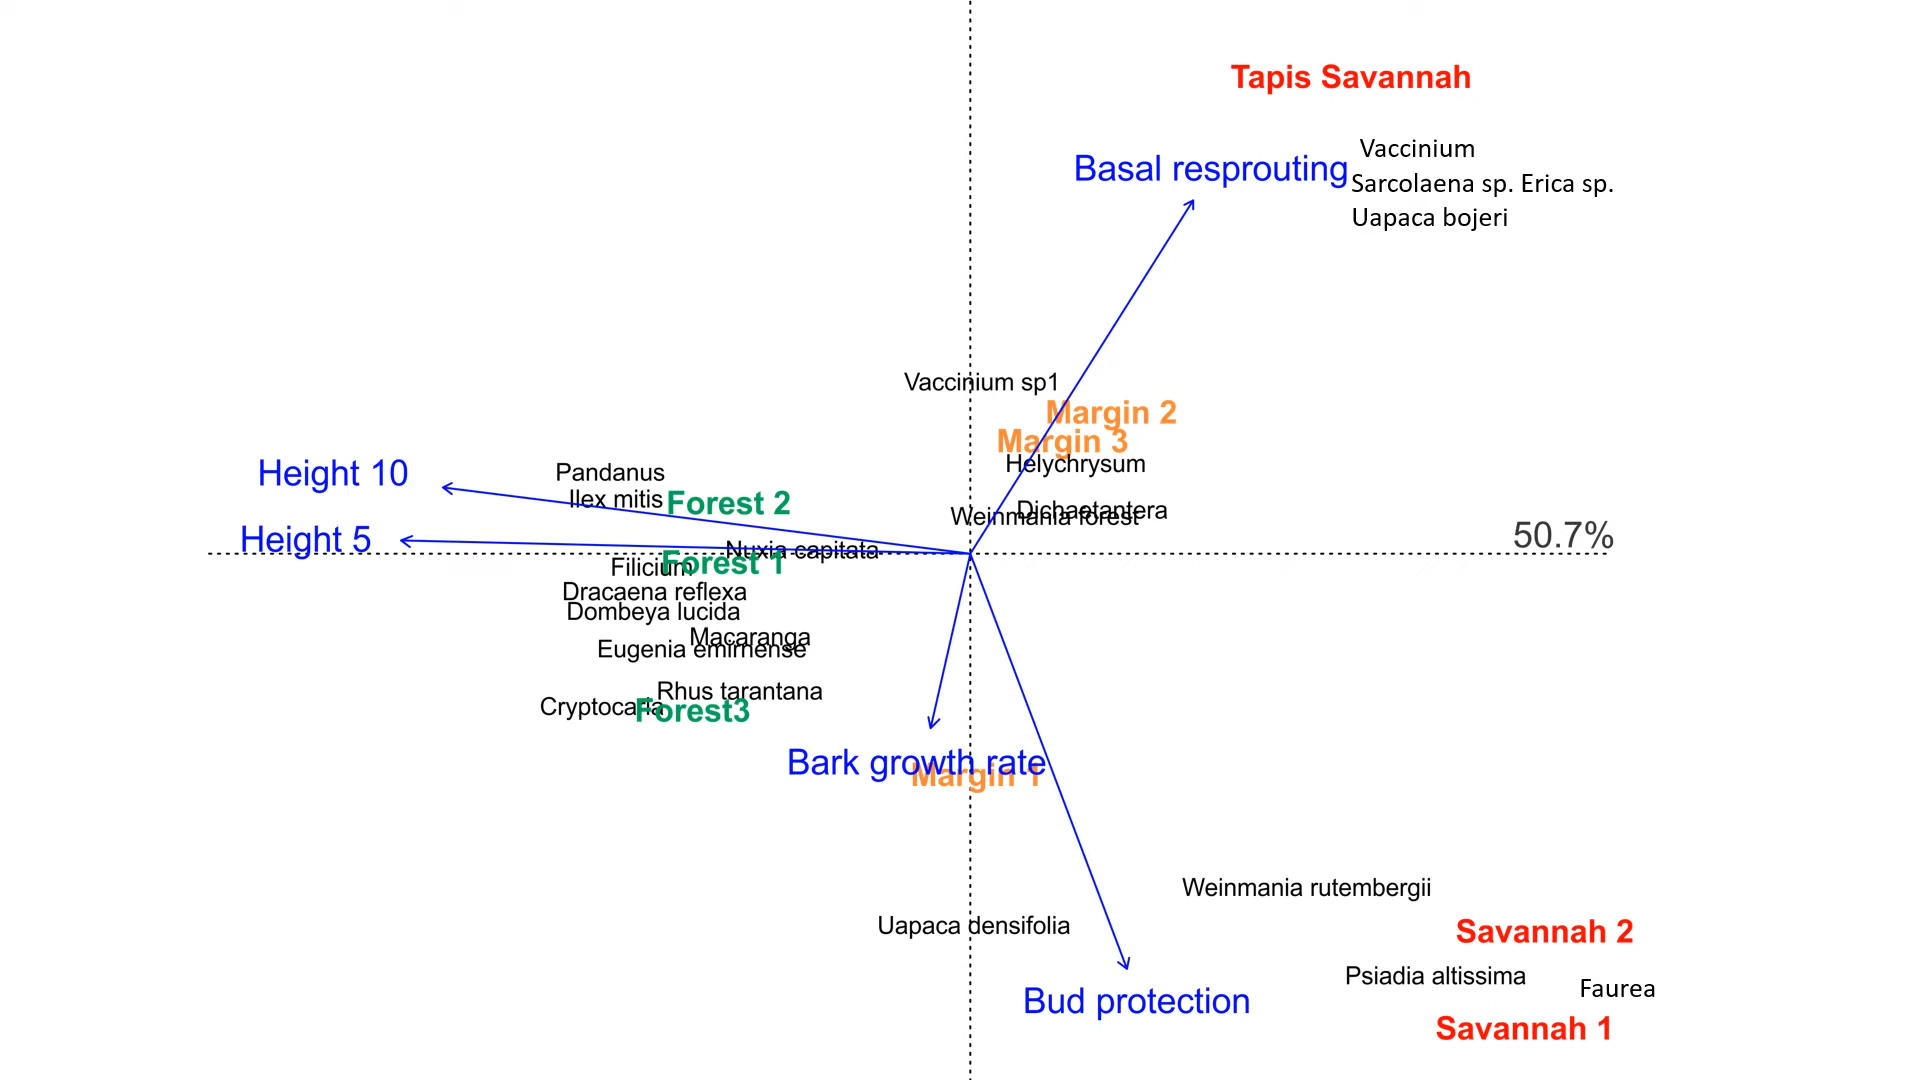 Tapis Savannah
Vaccinium
Basal resprouting
Sarcolaena sp. Erica sp.
Uapaca bojeri
Vaccinium sp1
Margin 2
Margin 3
Helychrysum
Height 10
Pandanus
Ilex mitis
Forest 2
Dichaetantera
Weinmania forest
Height 5
50.7%
Nuxia capitata
Forest 1
Filicium
Dracaena reflexa
Dombeya lucida
Macaranga
Eugenia emirnense
Rhus tarantana
Cryptocaria
Forest3
Bark growth rate
Margin 1
Weinmania rutembergii
Uapaca densifolia
Savannah 2
Psiadia altissima
Faurea
Bud protection
Savannah 1